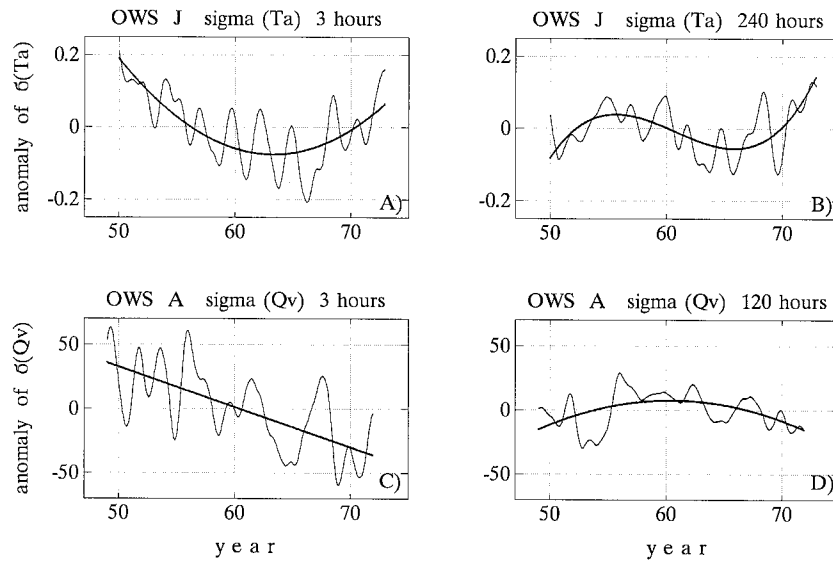 OWS J sigma (Ta) 3 hours
OWS J sigma (Ta) 240 hours
anomaly of б(Ta)
0.2
0
-0.2
A)
50
60
70
0.2
0
-0.2
B)
50
60
70
OWS A sigma (Qv) 3 hours
OWS A sigma (Qv) 120 hours
anomaly of б(Qv)
50
0
-50
C)
50
60
70
year
50
0
-50
D)
50
60
70
year